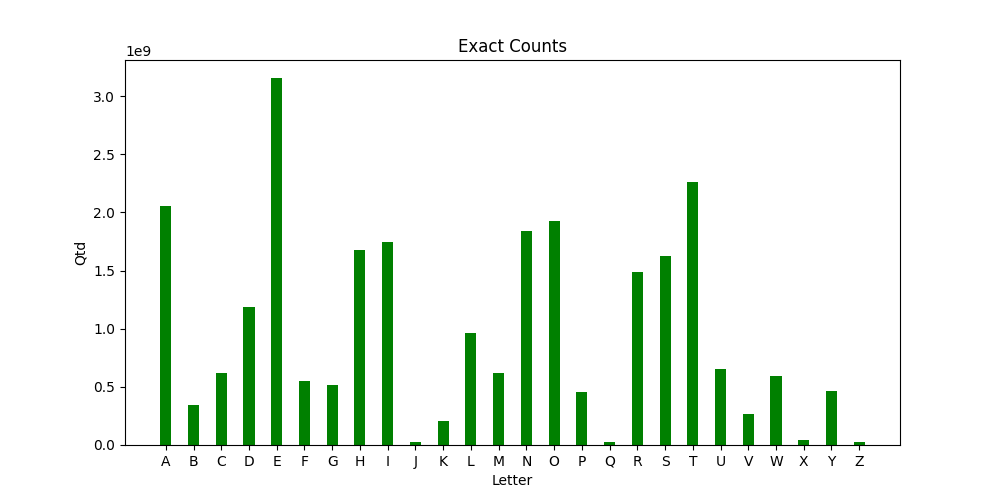 Exact Counts
1e9
3.0
2.5
2.0
1.5
1.0
0.5
0.0
Qtd
A B C D E F G H I J K L M N O P Q R S T U V W X Y Z
Letter